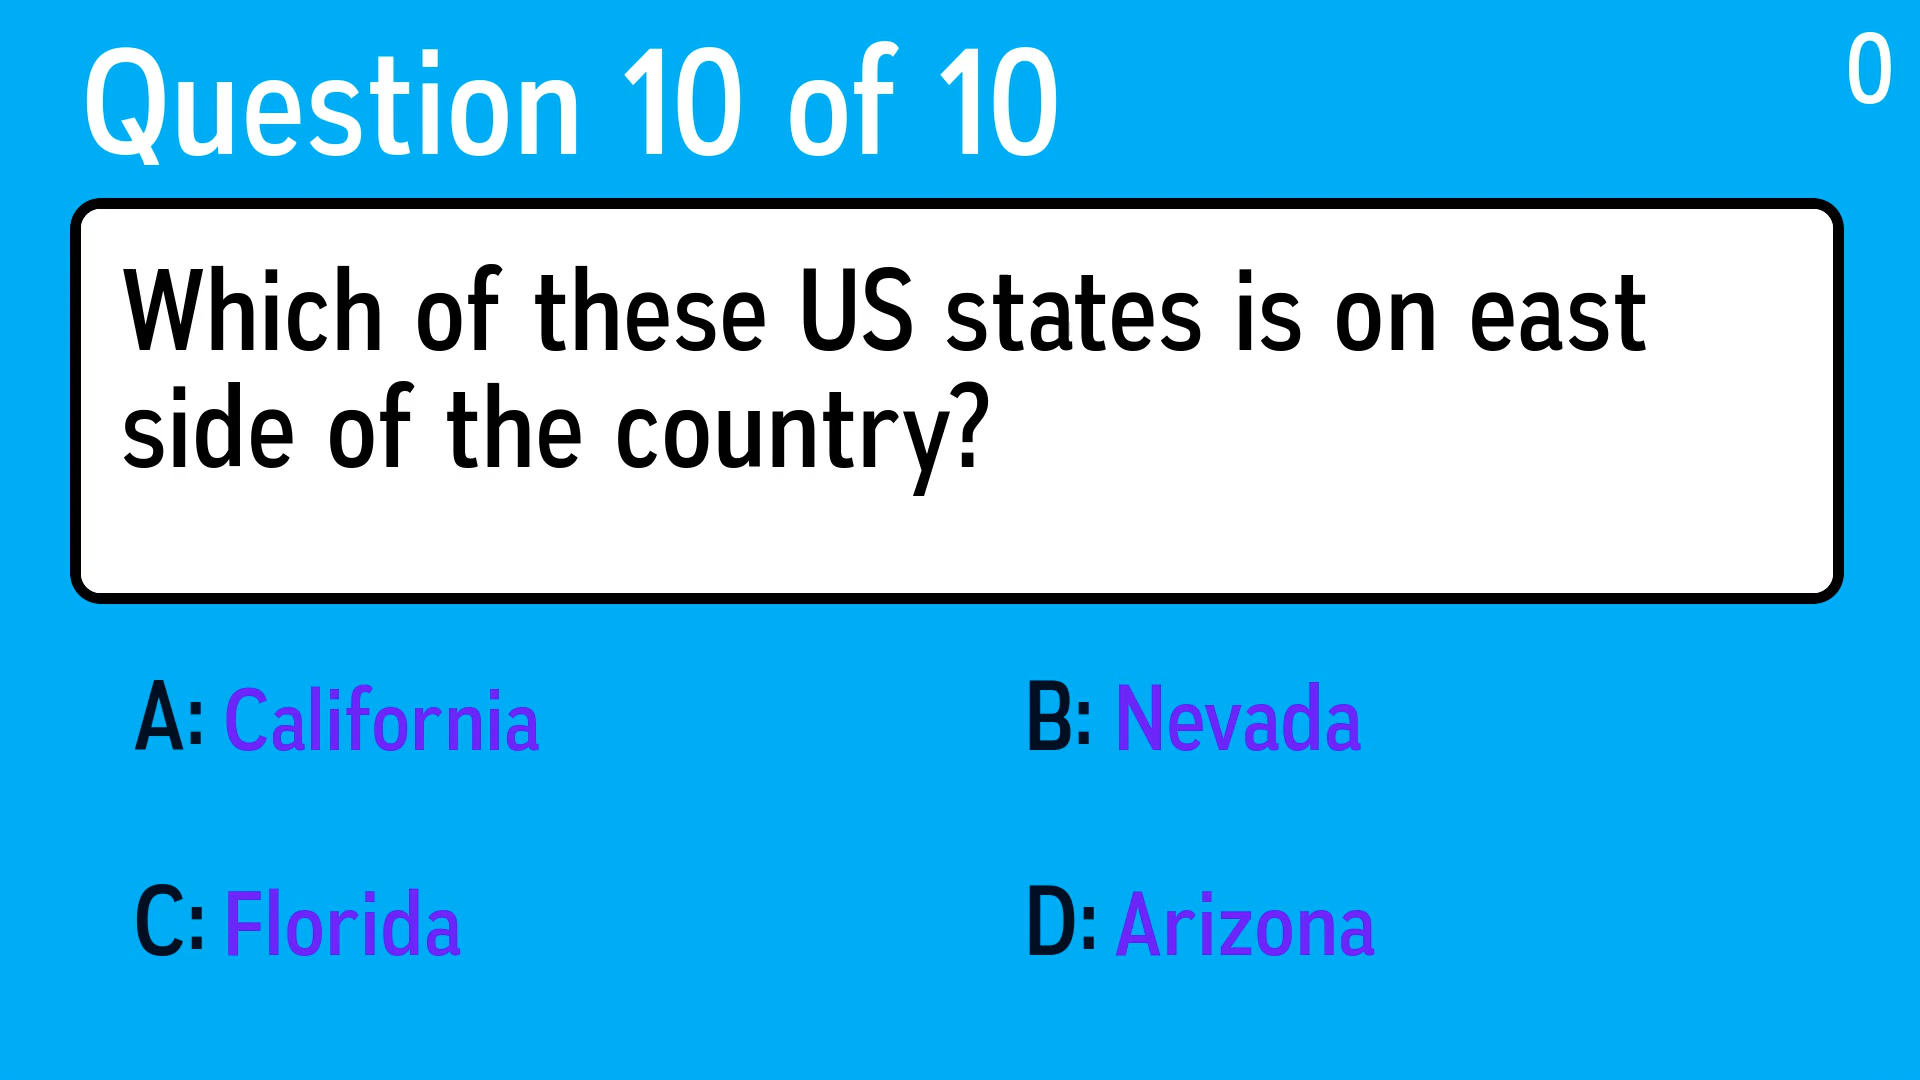 Question 10 of 10
0
Which of these US states is on east
side of the country?
A: California
B: Nevada
C: Florida
D: Arizona